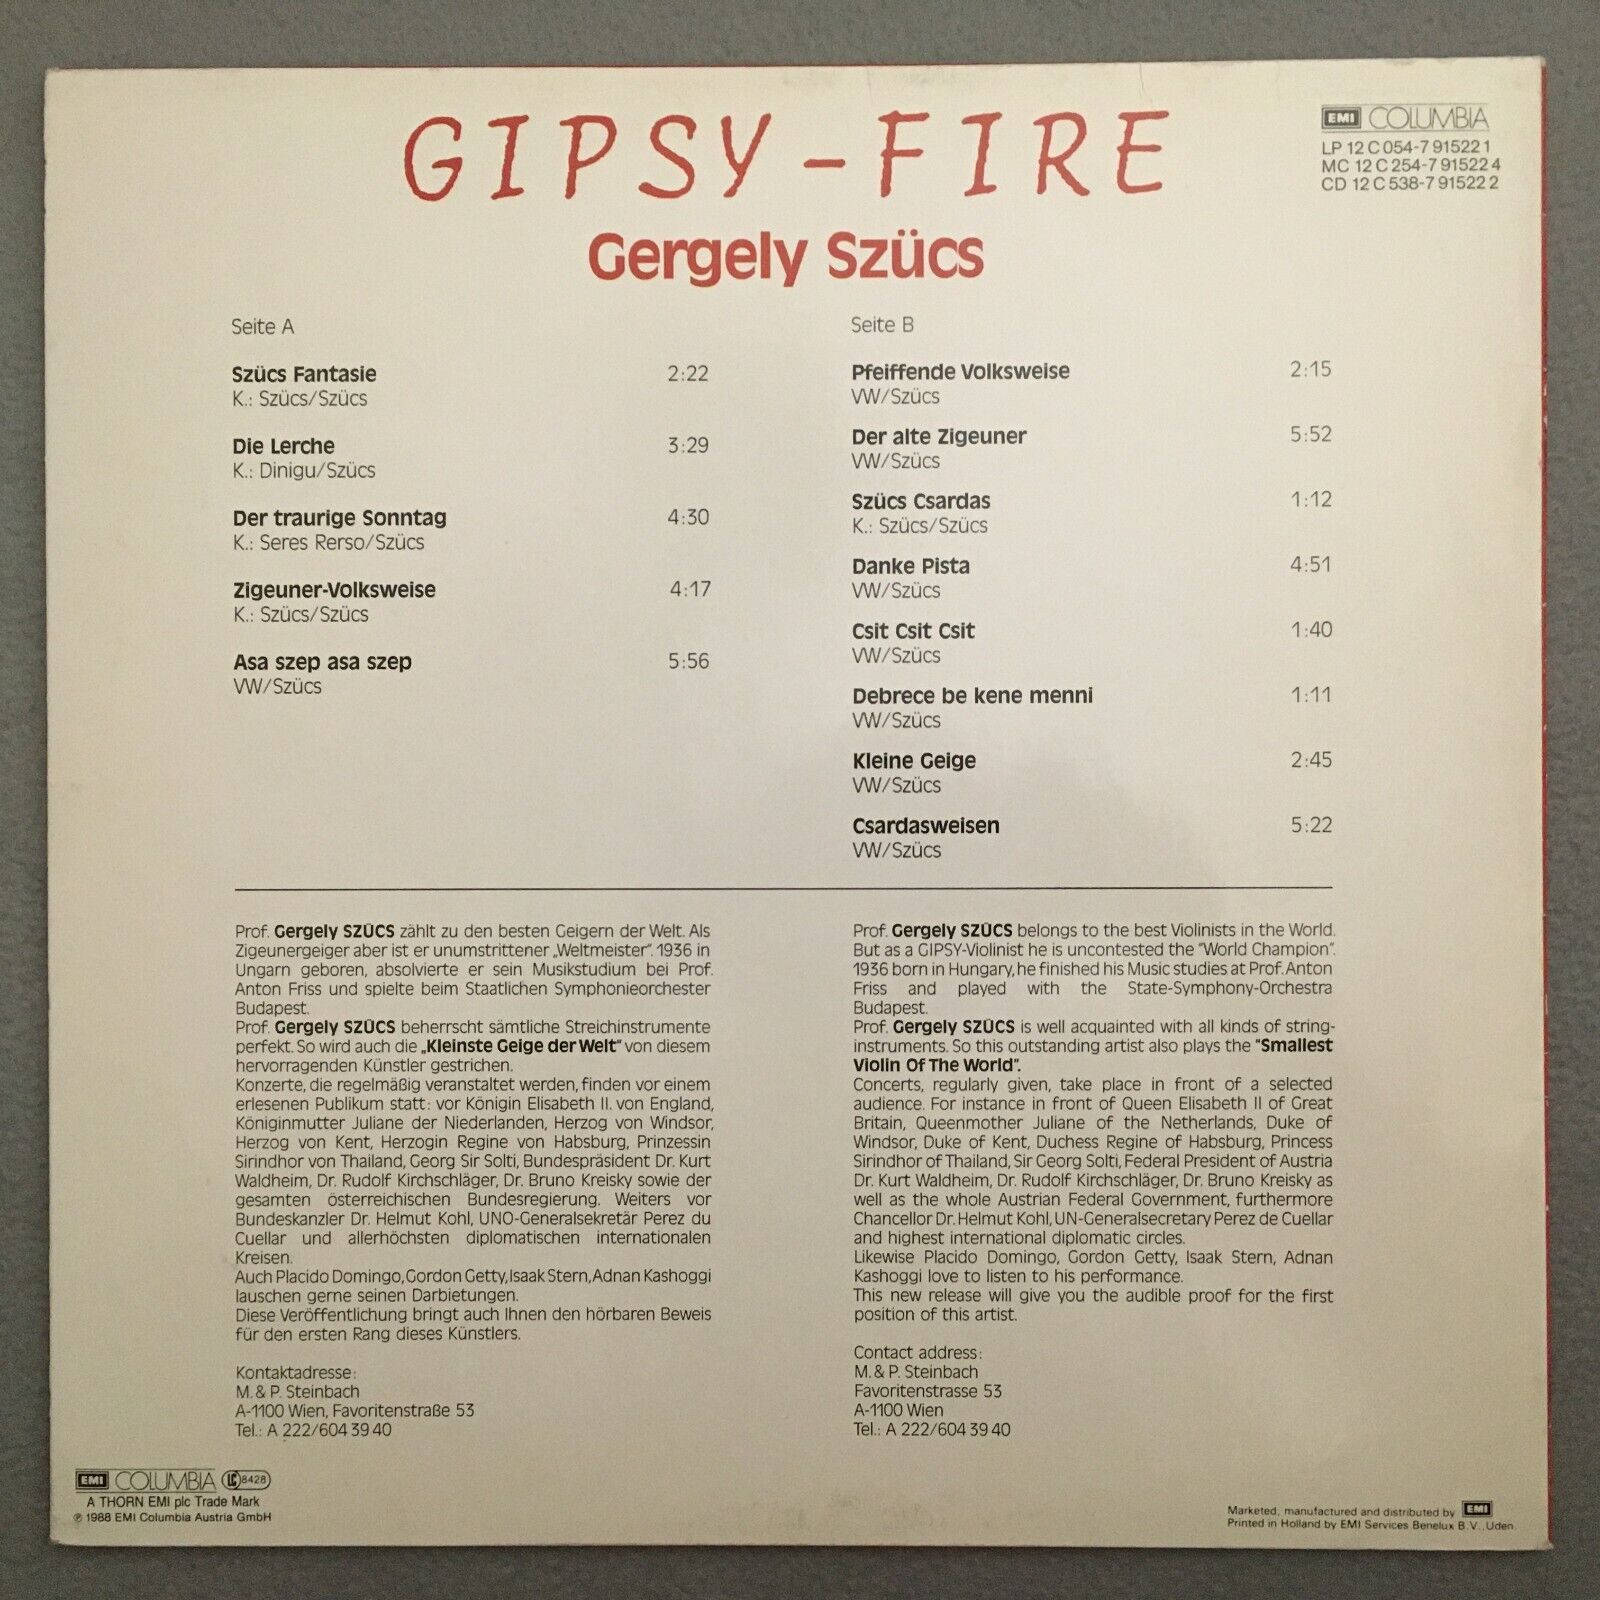 GIPSY-FIRE
Gergely Szücs
EMI COLUMBIA
LP 12 C 054-7 91522 1
MC 12 C 254-7 91522 4
CD 12 C 538-7 91522 2
Seite A
Szücs Fantasie 2:22
K.: Szücs/Szücs
Die Lerche 3:29
K.: Dinigu/Szücs
Der traurige Sonntag 4:30
K.: Seres Rerso/Szücs
Zigeuner-Volksweise 4:17
K.: Szücs/Szücs
Asa szep asa szep 5:56
VW/Szücs
Seite B
Pfeiffende Volksweise 2:15
VW/Szücs
Der alte Zigeuner 5:52
VW/Szücs
Szücs Csardas 1:12
K.: Szücs/Szücs
Danke Pista 4:51
VW/Szücs
Csit Csit Csit 1:40
VW/Szücs
Debrece be kene menni 1:11
VW/Szücs
Kleine Geige 2:45
VW/Szücs
Csardasweisen 5:22
VW/Szücs
Prof. Gergely SZÜCS zählt zu den besten Geigern der Welt. Als
Zigeunergeiger aber ist er unumstrittener „Weltmeister“. 1936 in
Ungarn geboren, absolvierte er sein Musikstudium bei Prof.
Anton Friss und spielte beim Staatlichen Symphonieorchester
Budapest.
Prof. Gergely SZÜCS beherrscht sämtliche Streichinstrumente
perfekt. So wird auch die „Kleinste Geige der Welt“ von diesem
hervorragenden Künstler gestrichen.
Konzerte, die regelmäßig veranstaltet werden, finden vor einem
erlesenen Publikum statt: vor Königin Elisabeth II. von England,
Königinmutter Juliane der Niederlanden, Herzog von Windsor,
Herzog von Kent, Herzogin Regine von Habsburg, Prinzessin
Sirindhor von Thailand, Georg Sir Solti, Bundespräsident Dr. Kurt
Waldheim, Dr. Rudolf Kirchschläger, Dr. Bruno Kreisky sowie der
gesamten österreichischen Bundesregierung. Weiters vor
Bundeskanzler Dr. Helmut Kohl, UNO-Generalsekretär Perez du
Cuellar und allerhöchsten diplomatischen internationalen
Kreisen.
Auch Placido Domingo, Gordon Getty, Isaak Stern, Adnan Kashoggi
lauschen gerne seinen Darbietungen.
Diese Veröffentlichung bringt auch Ihnen den hörbaren Beweis
für den ersten Rang dieses Künstlers.
Kontaktadresse:
M. & P. Steinbach
A-1100 Wien, Favoritenstraße 53
Tel.: A 222/604 39 40
Prof. Gergely SZÜCS belongs to the best Violinists in the World.
But as a GIPSY-Violinist he is uncontested the "World Champion".
1936 born in Hungary, he finished his Music studies at Prof. Anton
Friss and played with the State-Symphony-Orchestra
Budapest.
Prof. Gergely SZÜCS is well acquainted with all kinds of string-
instruments. So this outstanding artist also plays the "Smallest
Violin Of The World".
Concerts, regularly given, take place in front of a selected
audience. For instance in front of Queen Elisabeth II of Great
Britain, Queenmother Juliane of the Netherlands, Duke of
Windsor, Duke of Kent, Duchess Regine of Habsburg, Princess
Sirindhor of Thailand, Sir Georg Solti, Federal President of Austria
Dr. Kurt Waldheim, Dr. Rudolf Kirchschläger, Dr. Bruno Kreisky as
well as the whole Austrian Federal Government, furthermore
Chancellor Dr. Helmut Kohl, UN-Generalsecretary Perez de Cuellar
and highest international diplomatic circles.
Likewise Placido Domingo, Gordon Getty, Isaak Stern, Adnan
Kashoggi love to listen to his performance.
This new release will give you the audible proof for the first
position of this artist.
Contact address:
M. & P. Steinbach
Favoritenstrasse 53
A-1100 Wien
Tel.: A 222/604 39 40
EMI COLUMBIA LC 8428
A THORN EMI plc Trade Mark
℗ 1988 EMI Columbia Austria GmbH
Marketed, manufactured and distributed by EMI
Printed in Holland by EMI Services Benelux B.V., Uden.